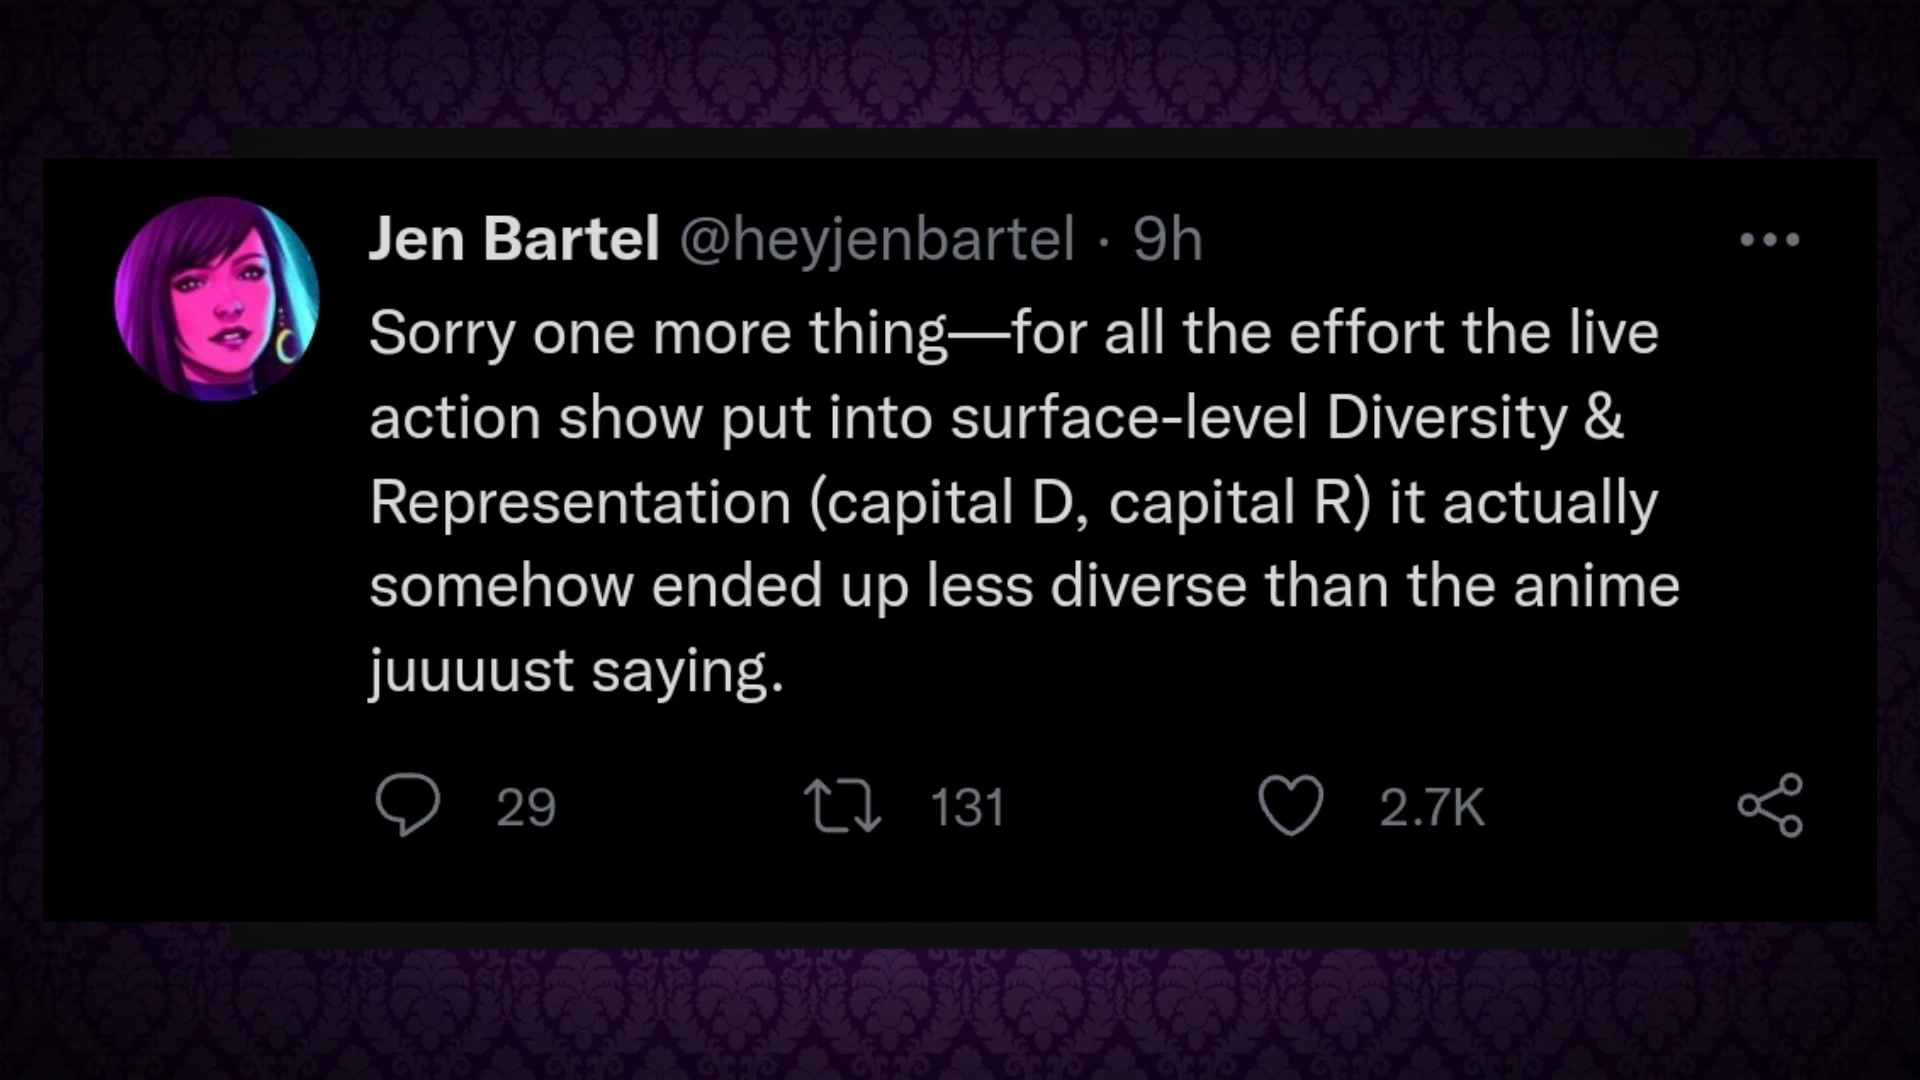 Jen Bartel @heyjenbartel · 9h
Sorry one more thing—for all the effort the live
action show put into surface-level Diversity &
Representation (capital D, capital R) it actually
somehow ended up less diverse than the anime
juuuust saying.
29 131 2.7K